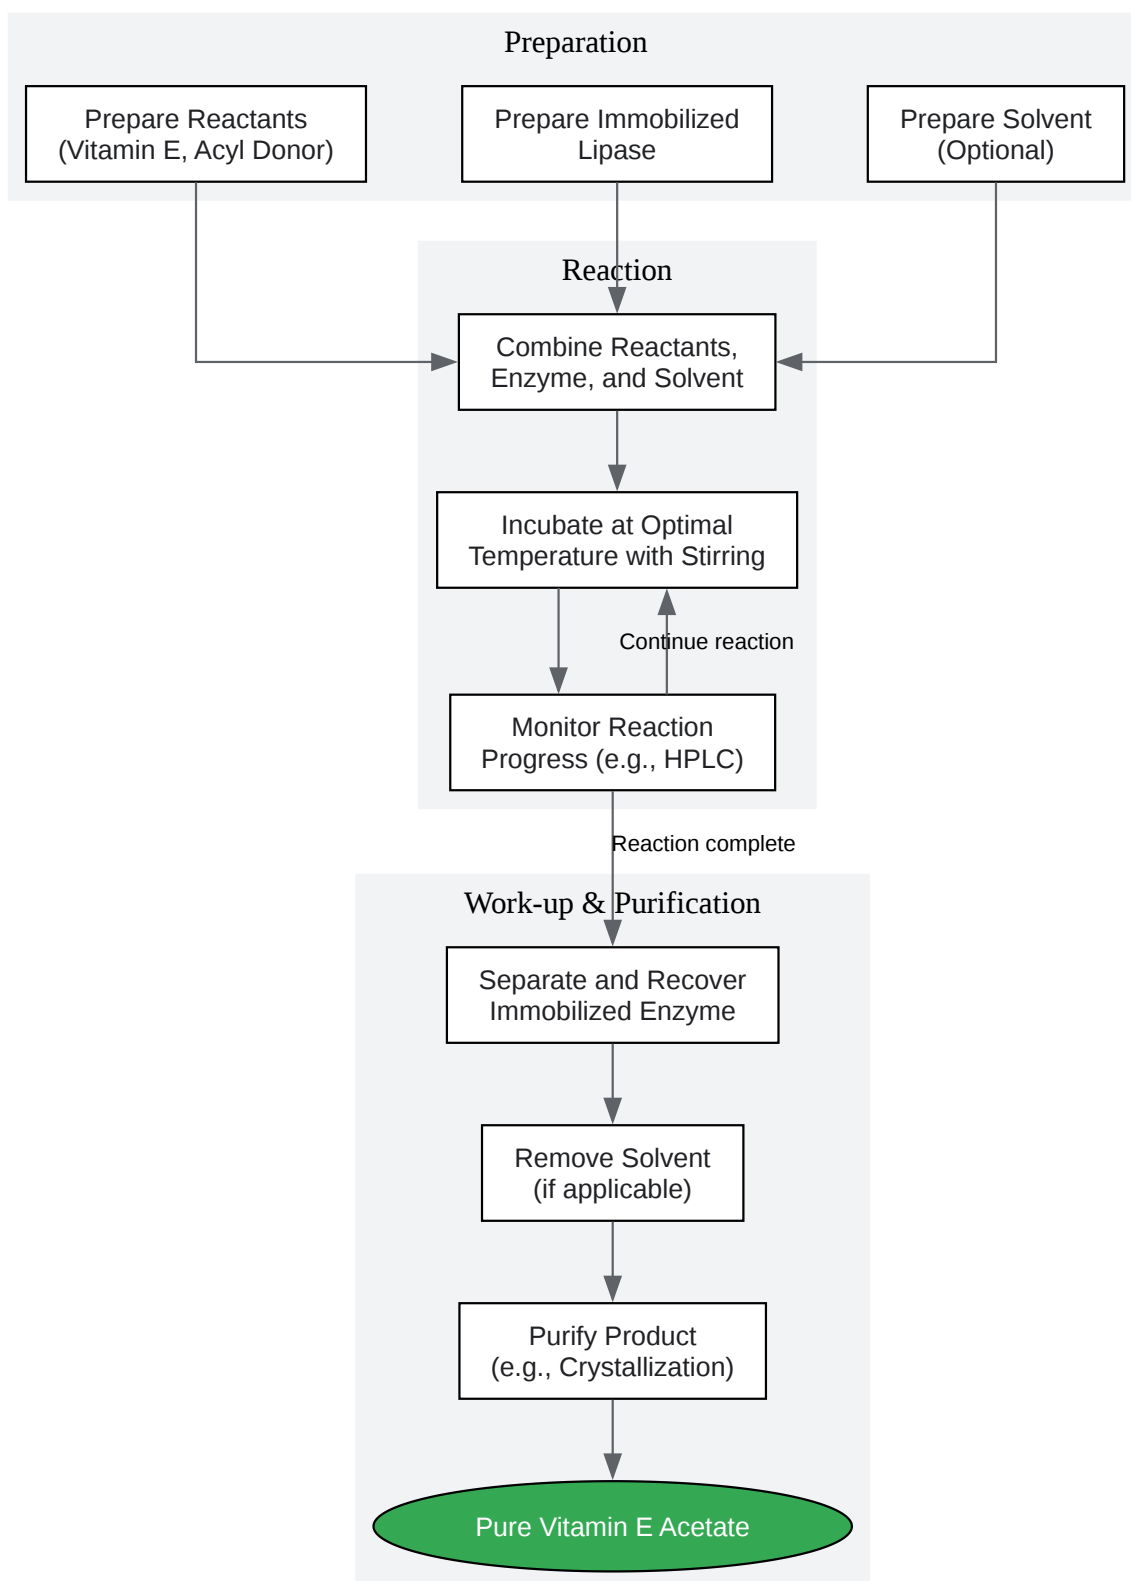 Preparation
Prepare Reactants
(Vitamin E, Acyl Donor)
Prepare Immobilized
Lipase
Prepare Solvent
(Optional)
Reaction
Combine Reactants,
Enzyme, and Solvent
Incubate at Optimal
Temperature with Stirring
Continue reaction
Monitor Reaction
Progress (e.g., HPLC)
Reaction complete
Work-up & Purification
Separate and Recover
Immobilized Enzyme
Remove Solvent
(if applicable)
Purify Product
(e.g., Crystallization)
Pure Vitamin E Acetate